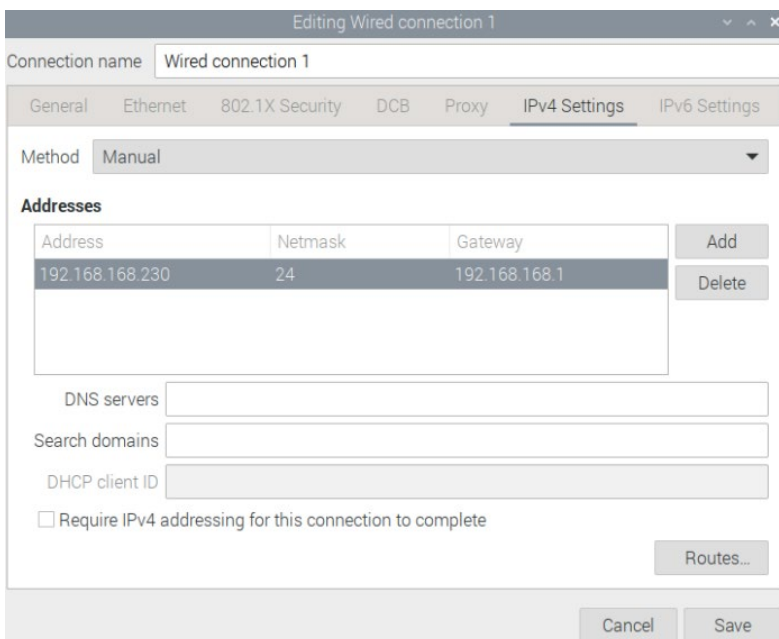 Editing Wired connection 1
Connection name Wired connection 1
General Ethernet 802.1X Security DCB Proxy IPv4 Settings IPv6 Settings
Method Manual
Addresses
Address Netmask Gateway Add
192.168.168.230 24 192.168.168.1 Delete
DNS servers
Search domains
DHCP client ID
Require IPv4 addressing for this connection to complete
Routes...
Cancel Save